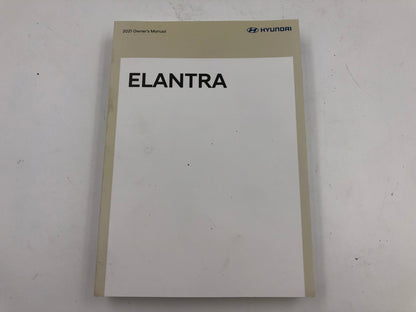 2021 Owner's Manual HYUNDAI
ELANTRA